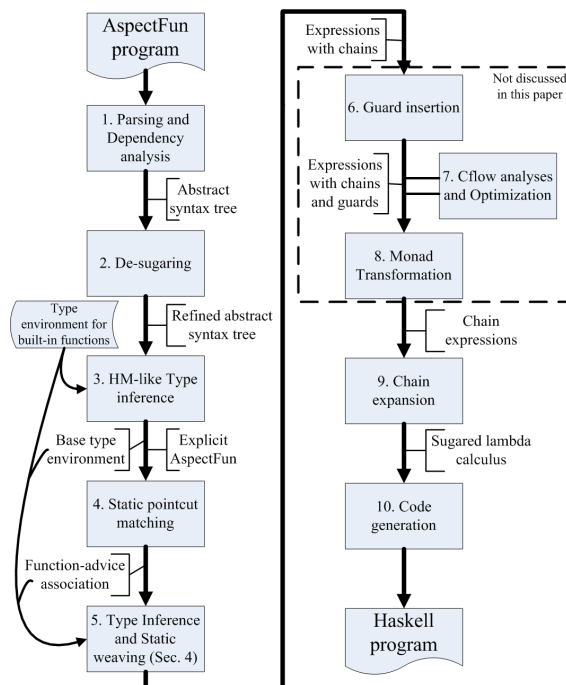 AspectFun
program
1. Parsing and
Dependency
analysis
Abstract
syntax tree
2. De-sugaring
Type
environment for
built-in functions
Refined abstract
syntax tree
3. HM-like Type
inference
Base type
environment
Explicit
AspectFun
4. Static pointcut
matching
Function-advice
association
5. Type Inference
and Static
weaving (Sec. 4)
Expressions
with chains
Not discussed
in this paper
6. Guard insertion
Expressions
with chains
and guards
7. Cflow analyses
and Optimization
8. Monad
Transformation
Chain
expressions
9. Chain
expansion
Sugared lambda
calculus
10. Code
generation
Haskell
program